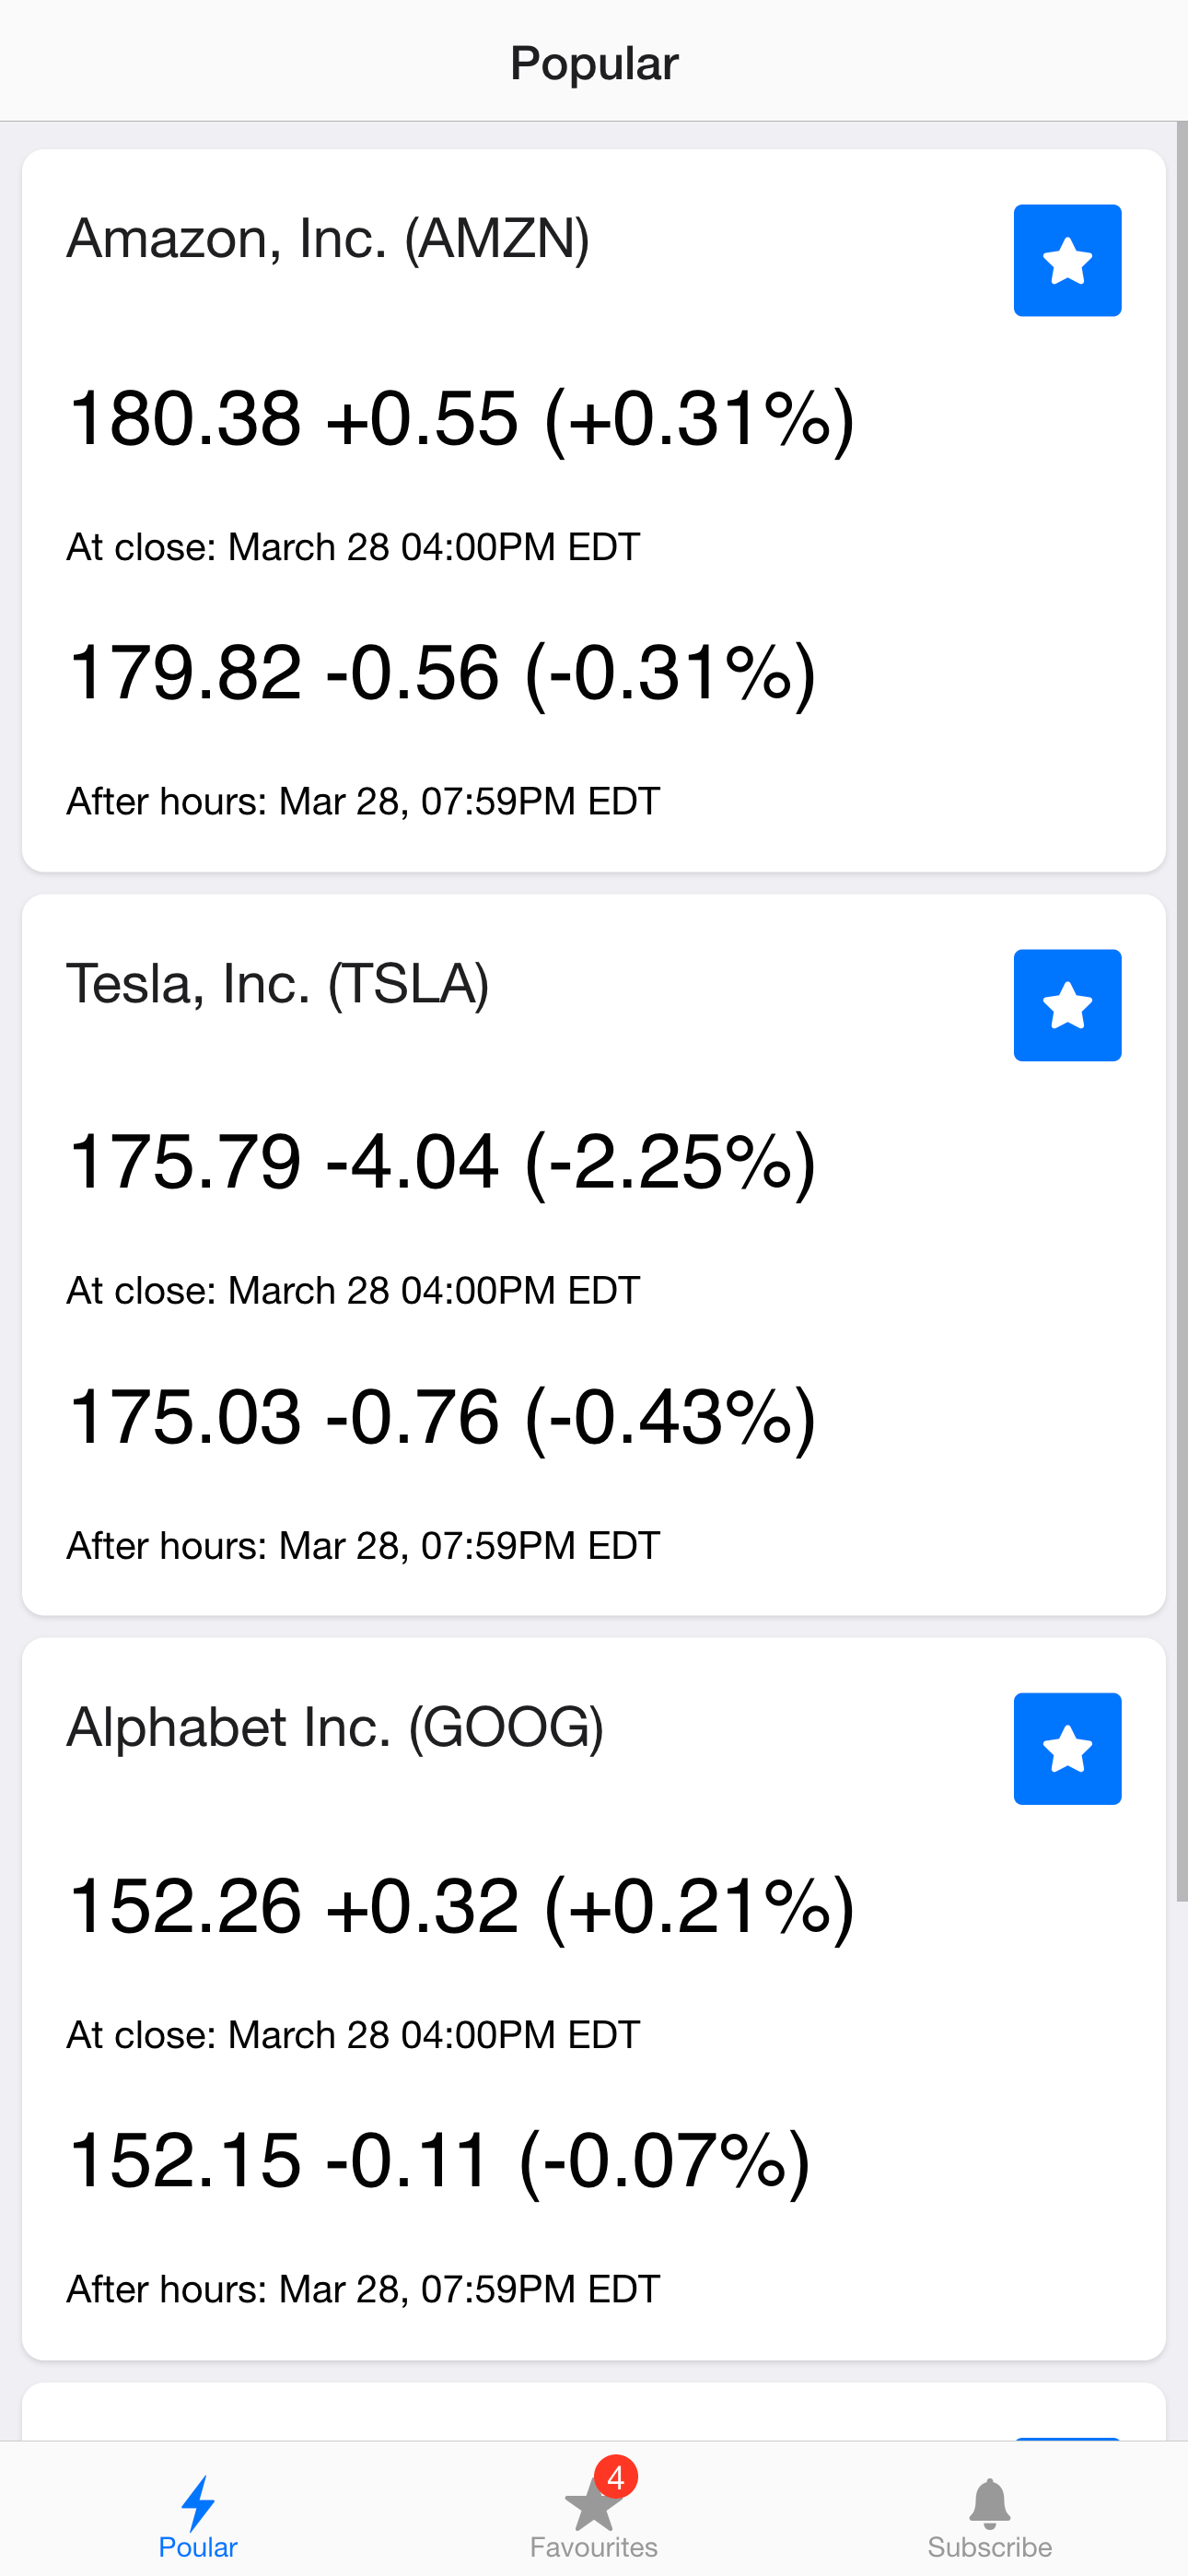 Popular
Amazon, Inc. (AMZN)
180.38 +0.55 (+0.31%)
At close: March 28 04:00PM EDT
179.82 -0.56 (-0.31%)
After hours: Mar 28, 07:59PM EDT
Tesla, Inc. (TSLA)
175.79 -4.04 (-2.25%)
At close: March 28 04:00PM EDT
175.03 -0.76 (-0.43%)
After hours: Mar 28, 07:59PM EDT
Alphabet Inc. (GOOG)
152.26 +0.32 (+0.21%)
At close: March 28 04:00PM EDT
152.15 -0.11 (-0.07%)
After hours: Mar 28, 07:59PM EDT
4
Poular
Favourites
Subscribe